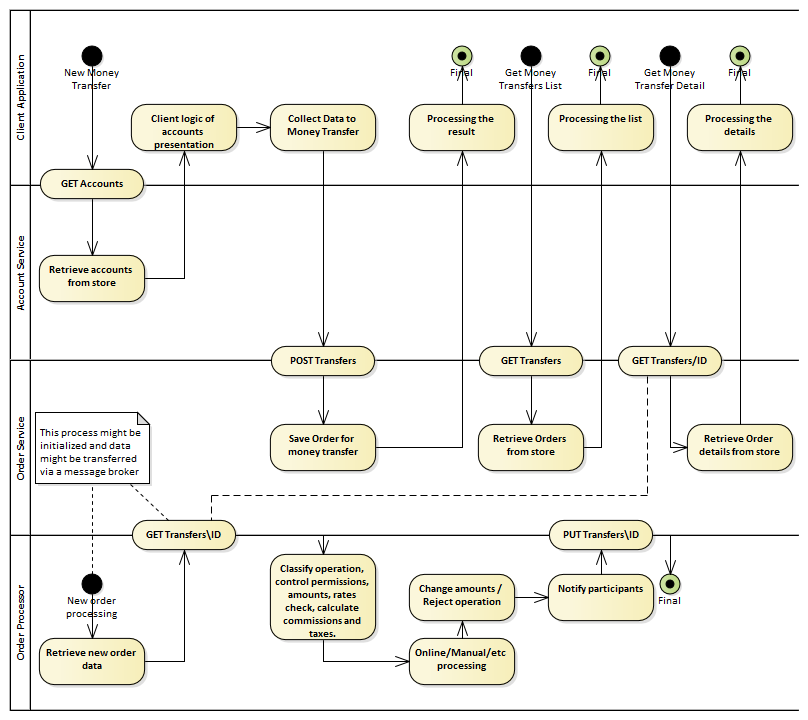 Client Application
New Money
Transfer
Final
Get Money
Transfers List
Final
Get Money
Transfer Detail
Final
Client logic of
accounts
presentation
Collect Data to
Money Transfer
Processing the
result
Processing the list
Processing the
details
GET Accounts
Account Service
Retrieve accounts
from store
POST Transfers
GET Transfers
GET Transfers/ID
Order Service
This process might be
initialized and data
might be transferred
via a message broker
Save Order for
money transfer
Retrieve Orders
from store
Retrieve Order
details from store
GET Transfers\ID
PUT Transfers\ID
Order Processor
New order
processing
Classify operation,
control permissions,
amounts, rates
check, calculate
commissions and
taxes.
Change amounts /
Reject operation
Notify participants
Final
Retrieve new order
data
Online/Manual/etc
processing